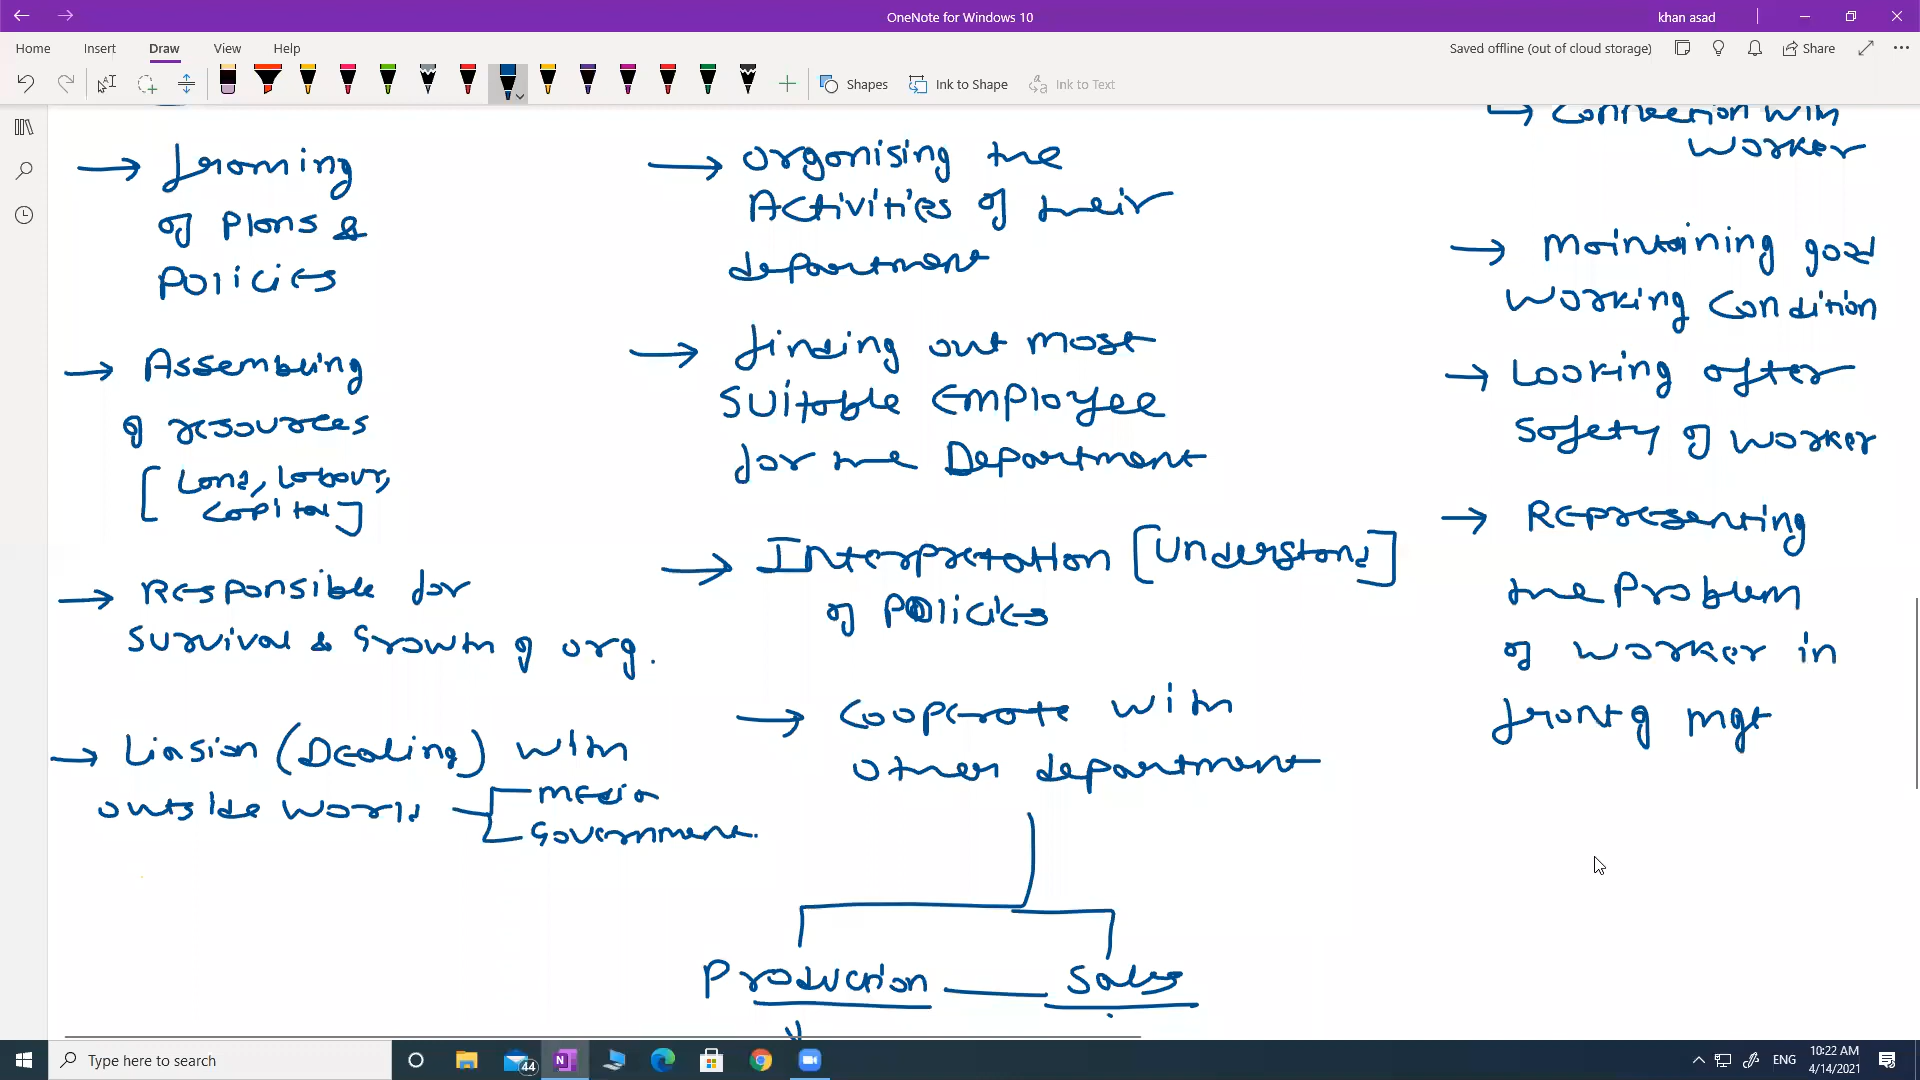 OneNote for Windows 10
khan asad
Home
Insert
Draw
View
Help
Saved offline (out of cloud storage)
Share
Shapes
Ink to Shape
Ink to Text
→ framing
of Plans &
Policies
→ Assembling
of resources
[Land, Labour,
Capital]
→ Responsible for
Survival & Growth of org.
→ Liasion (Dealing) with
outside world
media
Government.
→ organising the
Activities of their
department
→ finding out most
suitable Employee
for the Department
→ Interpretation [Understand]
of Policies
→ cooperate with
other department
Production
Sales
→ Connection with
worker
→ maintaining good
working condition
→ Looking after
safety of worker
→ Representing
the Problem
of worker in
front of mgt
Type here to search
44
ENG
10:22 AM
4/14/2021